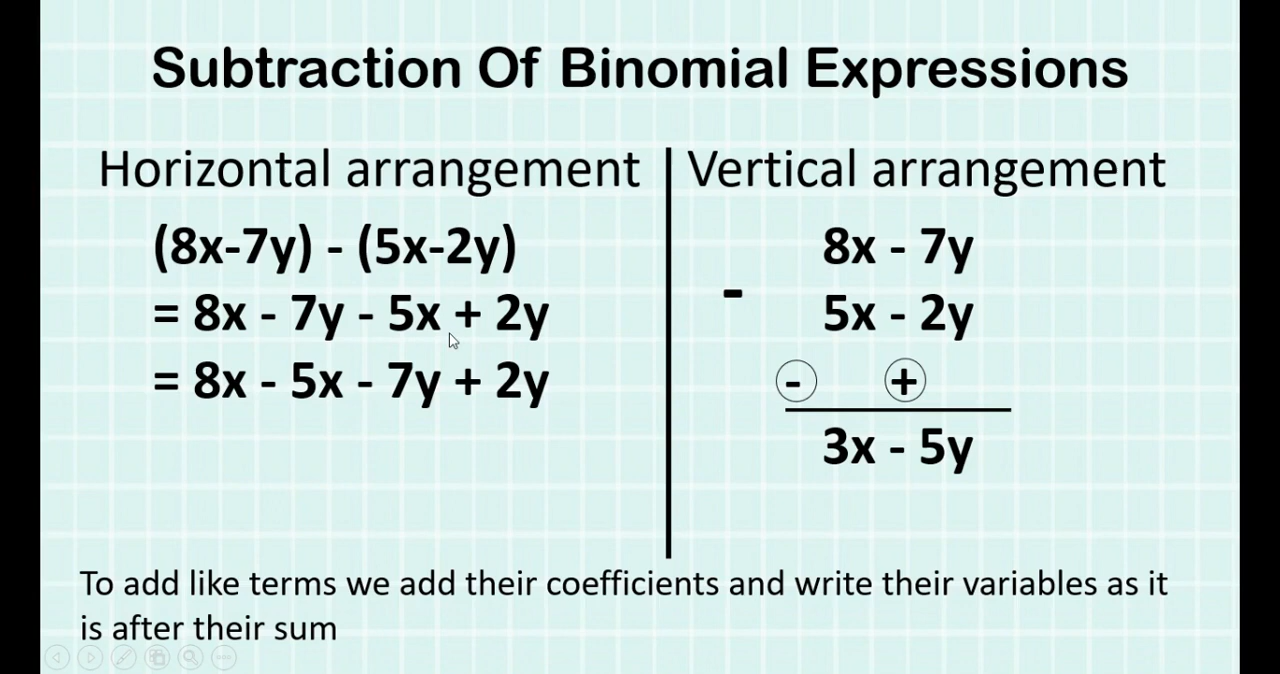 Subtraction Of Binomial Expressions
Horizontal arrangement
(8x-7y) - (5x-2y)
= 8x - 7y - 5x + 2y
= 8x - 5x - 7y + 2y
Vertical arrangement
8x - 7y
-
5x - 2y
- +
3x - 5y
To add like terms we add their coefficients and write their variables as it
is after their sum